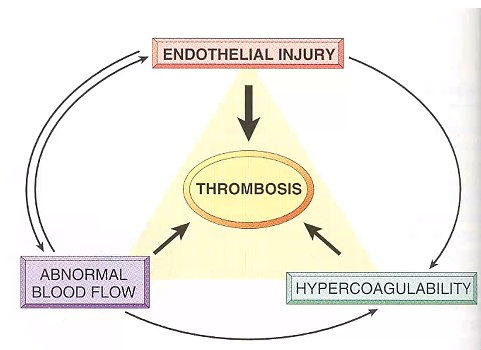 ENDOTHELIAL INJURY
THROMBOSIS
ABNORMAL
BLOOD FLOW
HYPERCOAGULABILITY